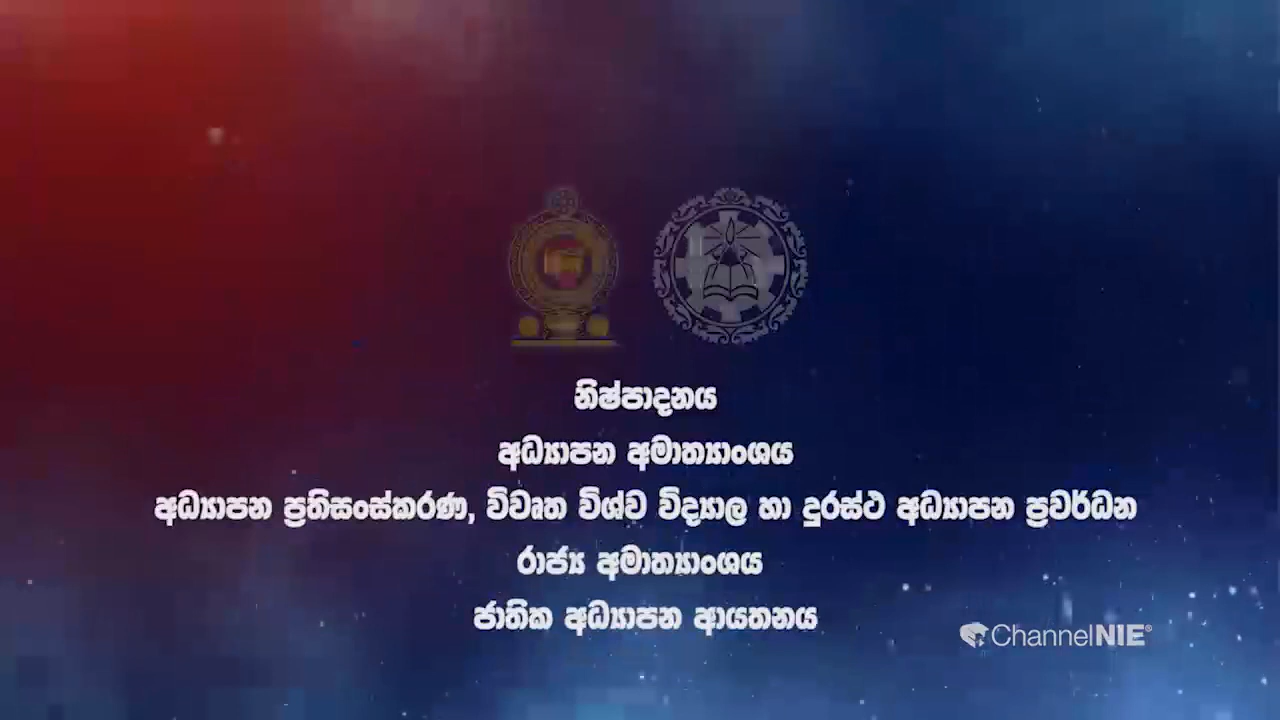 නිෂ්පාදනය
අධ්‍යාපන අමාත්‍යාංශය
අධ්‍යාපන ප්‍රතිසංස්කරණ, විවෘත විශ්ව විද්‍යාල හා දුරස්ථ අධ්‍යාපන ප්‍රවර්ධන
රාජ්‍ය අමාත්‍යාංශය
ජාතික අධ්‍යාපන ආයතනය
ChannelNIE®